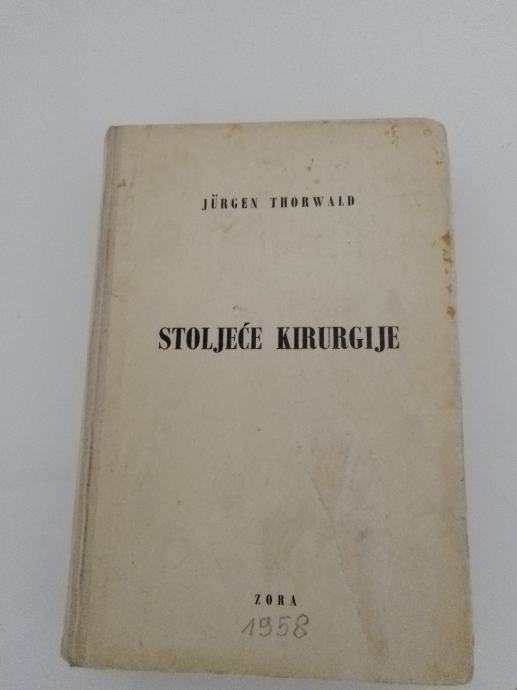 JÜRGEN THORWALD
STOLJEĆE KIRURGIJE
ZORA
1958